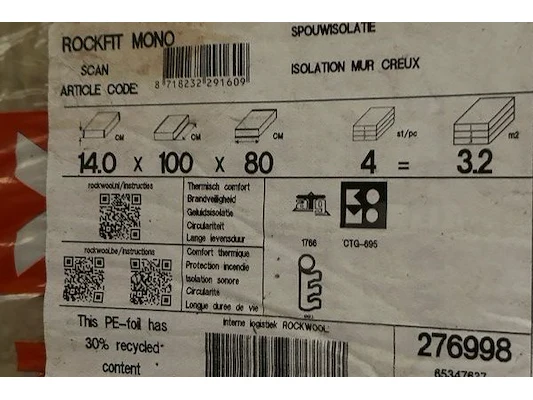 ROCKFIT MONO
SPOUWISOLATIE
SCAN
ISOLATION MUR CREUX
ARTICLE CODE:
8 718232 291609
CM CM CM st/pc m2
14.0 x 100 x 80 4 = 3.2
rockwool.nl/instructies
Thermisch comfort
Brandveiligheid
Geluidsisolatie
Circulariteit
Lange levensduur
KOMO
1766 CTG-695
rockwool.be/instructions
Comfort thermique
Protection incendie
Isolation sonore
Circularité
Longue durée de vie
This PE-foil has
30% recycled
content
Interne logistiek ROCKWOOL:
276998
65347627